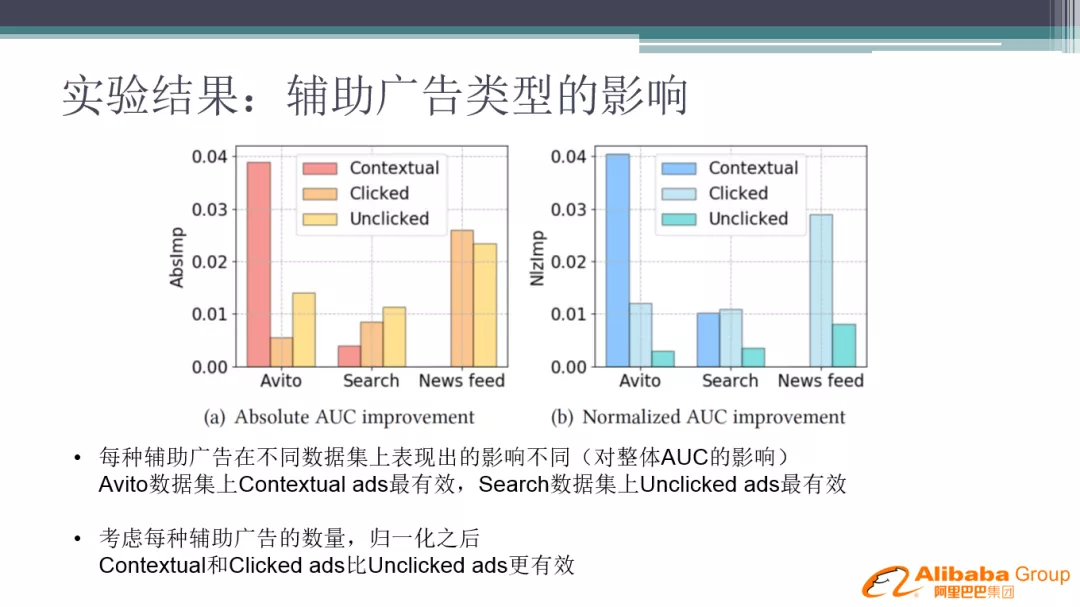 实验结果：辅助广告类型的影响
0.04
0.03
0.02
0.01
0.00
AbsImp
Contextual
Clicked
Unclicked
Avito
Search
News feed
(a) Absolute AUC improvement
0.04
0.03
0.02
0.01
0.00
NlzImp
Contextual
Clicked
Unclicked
Avito
Search
News feed
(b) Normalized AUC improvement
• 每种辅助广告在不同数据集上表现出的影响不同（对整体AUC的影响）
Avito数据集上Contextual ads最有效，Search数据集上Unclicked ads最有效
• 考虑每种辅助广告的数量，归一化之后
Contextual和Clicked ads比Unclicked ads更有效
Alibaba Group
阿里巴巴集团